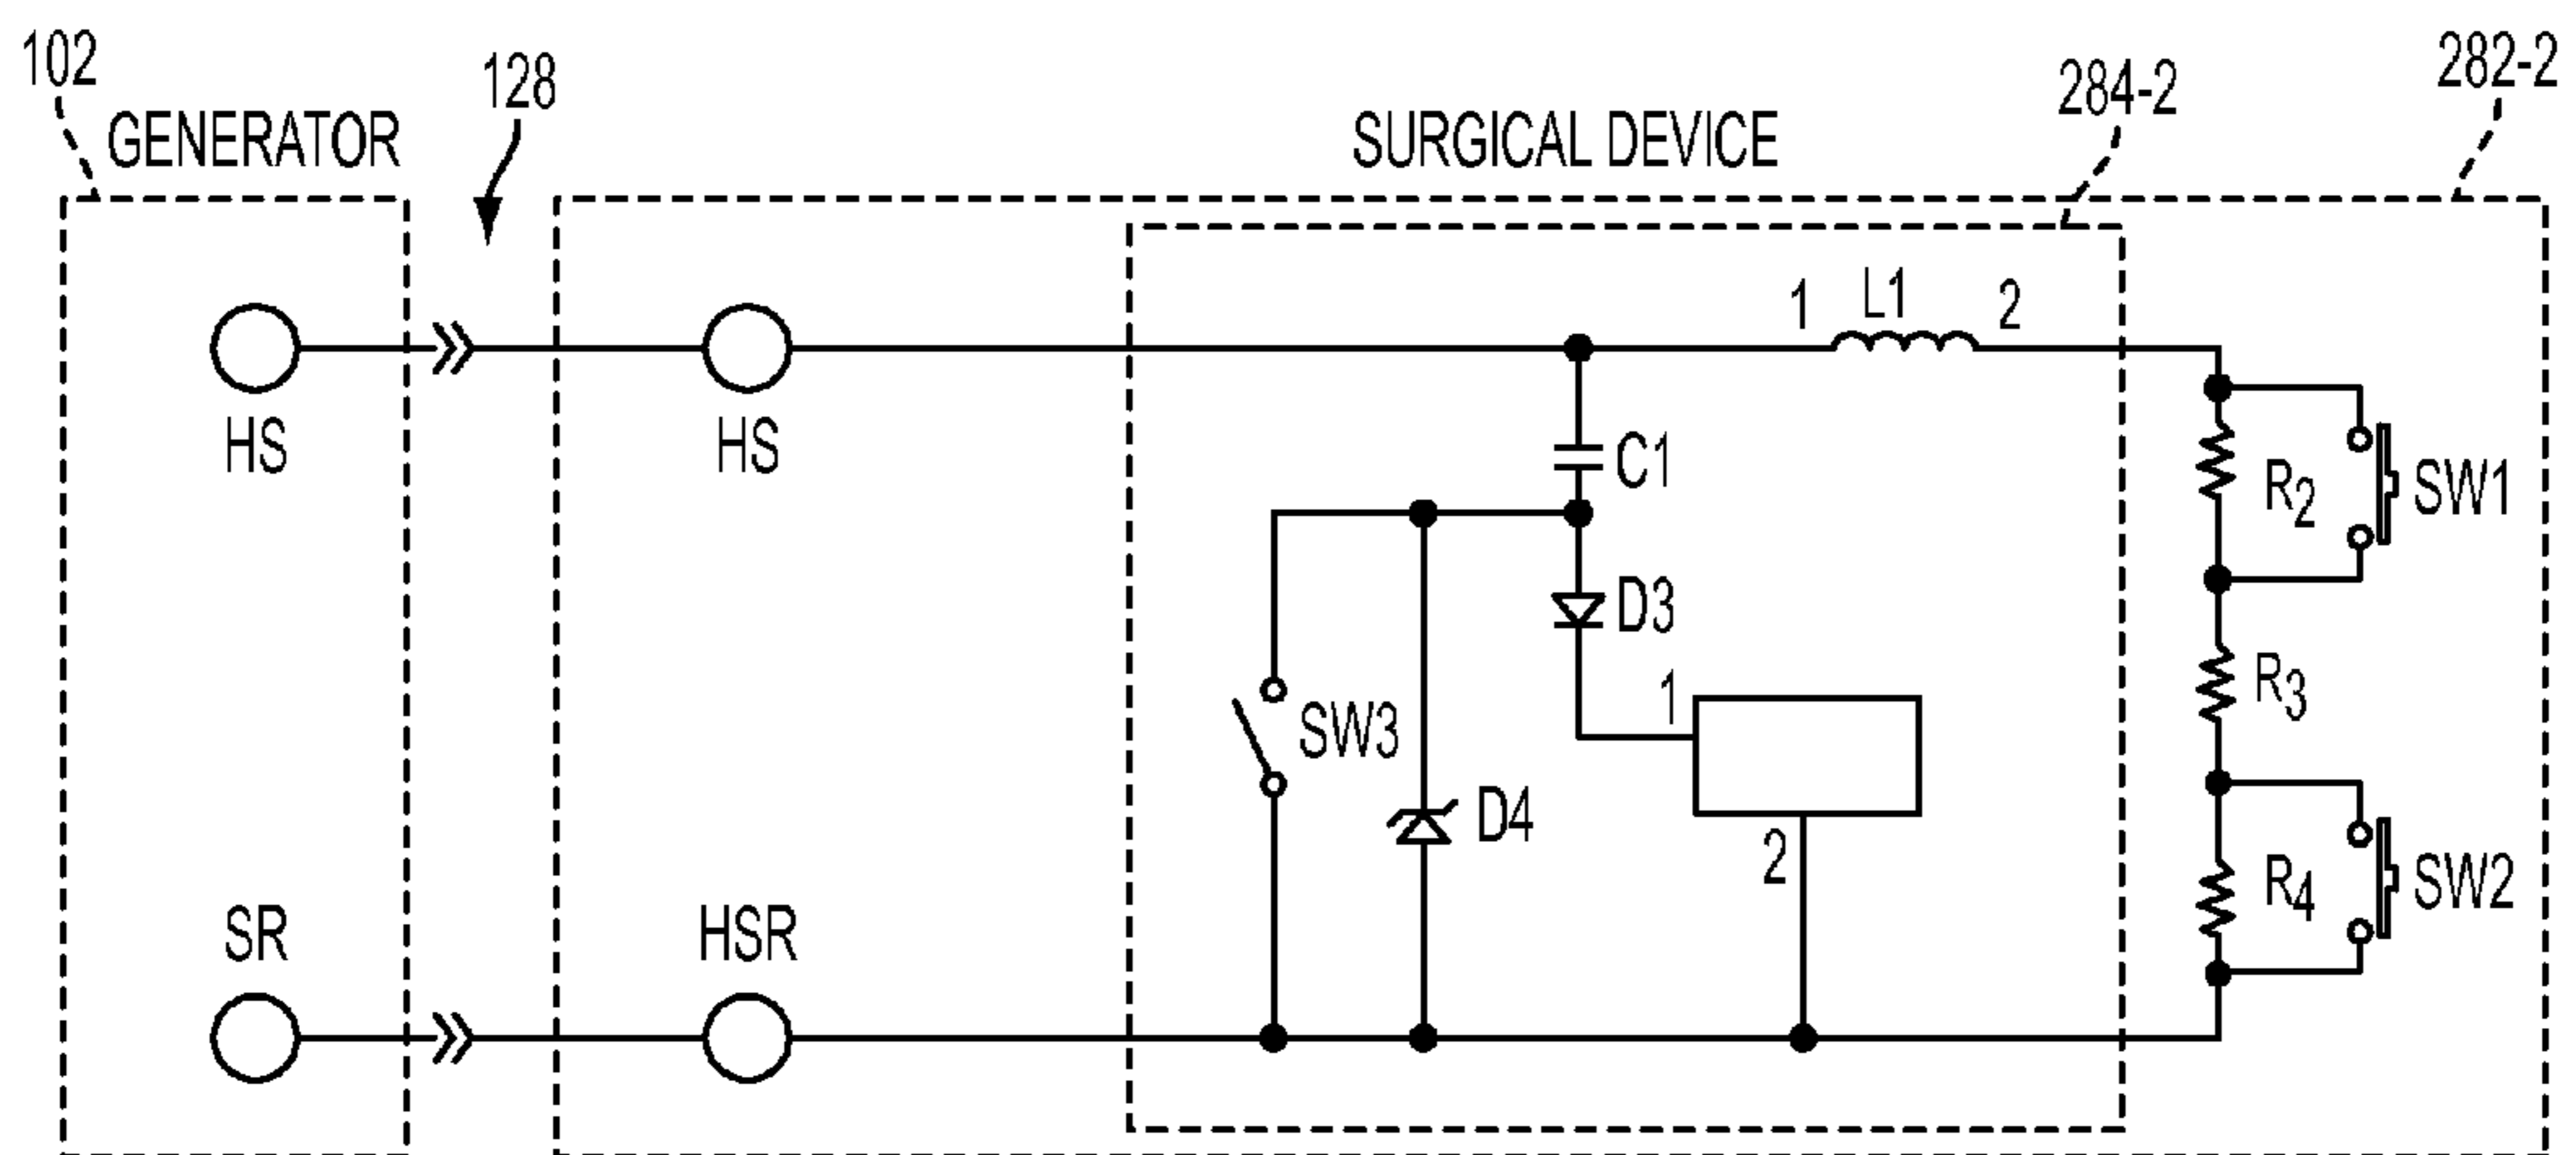 102
GENERATOR
128
SURGICAL DEVICE
284-2
282-2
HS
HS
1
L1
2
C1
R2
SW1
D3
SW3
1
R3
D4
2
R4
SW2
SR
HSR